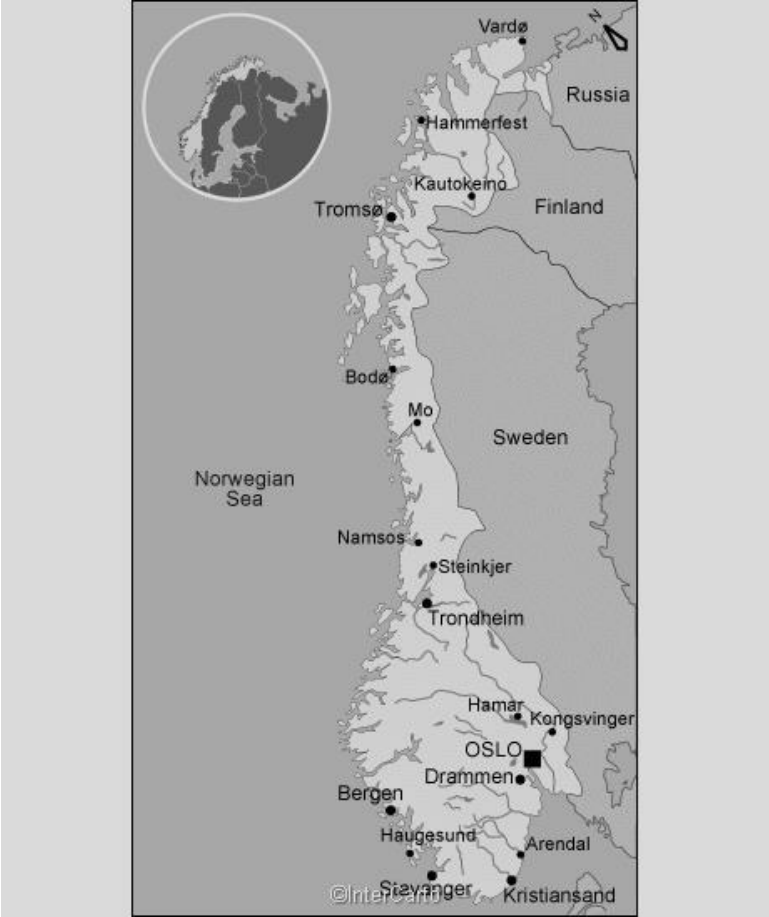 Vardø
N
Russia
Hammerfest
Kautokeino
Tromsø
Finland
Bodø
Mo
Sweden
Norwegian
Sea
Namsos
Steinkjer
Trondheim
Hamar
Kongsvinger
OSLO
Drammen
Bergen
Haugesund
Arendal
Stavanger
©InterCarto
Kristiansand